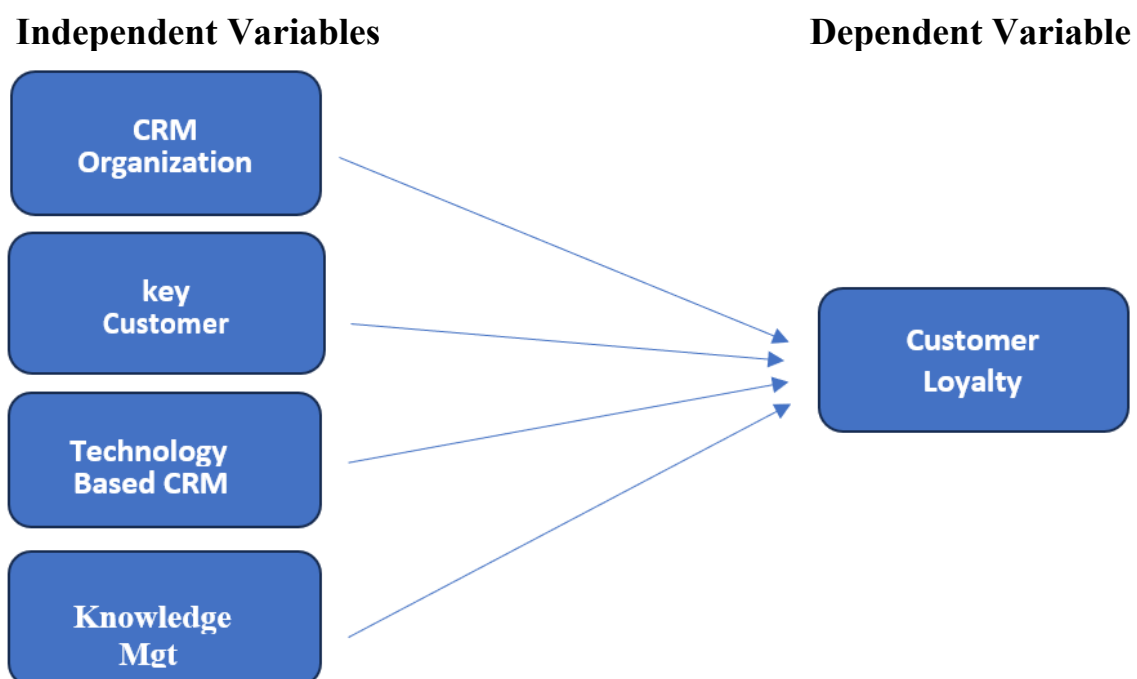 Independent Variables
Dependent Variable
CRM
Organization
key
Customer
Technology
Based CRM
Knowledge
Mgt
Customer
Loyalty